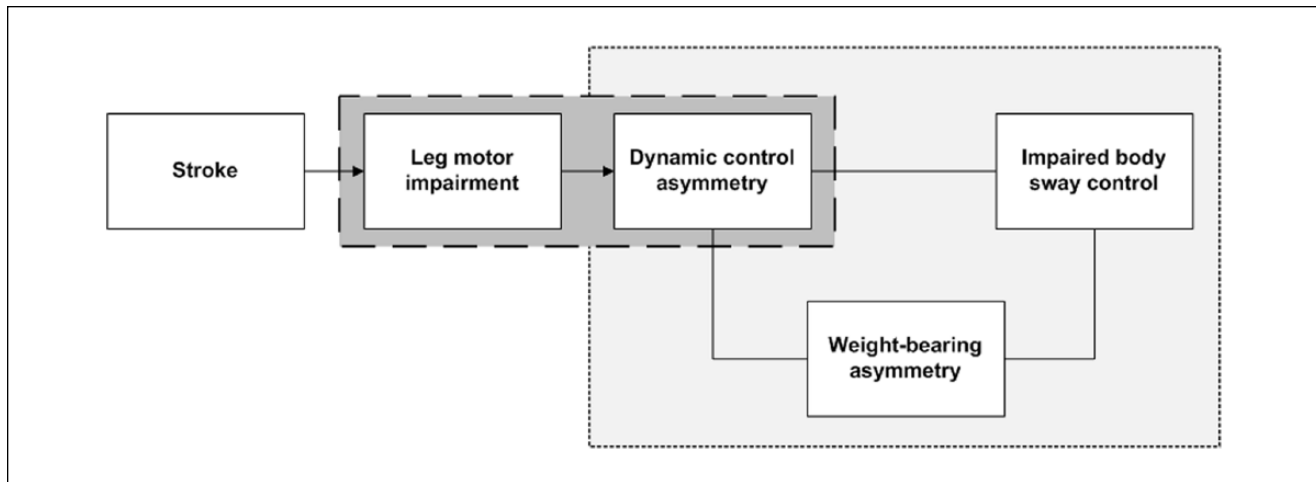 Stroke
Leg motor
impairment
Dynamic control
asymmetry
Impaired body
sway control
Weight-bearing
asymmetry